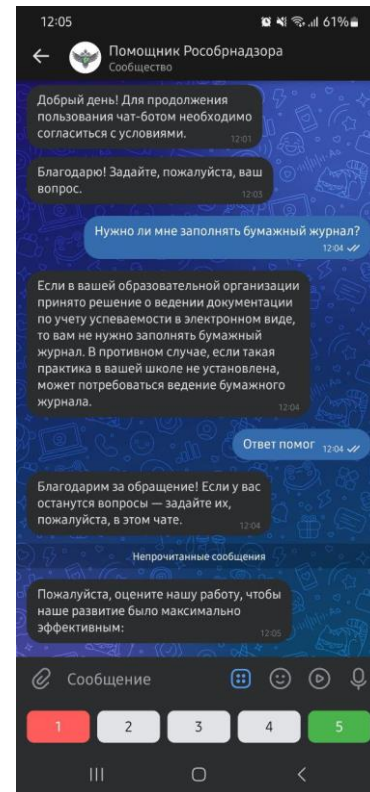 12:05
61%
Помощник Рособрнадзора
Сообщество
Добрый день! Для продолжения
пользования чат-ботом необходимо
согласиться с условиями.
12:01
Благодарю! Задайте, пожалуйста, ваш
вопрос.
12:03
Нужно ли мне заполнять бумажный журнал?
12:04
Если в вашей образовательной организации
принято решение о ведении документации
по учету успеваемости в электронном виде,
то вам не нужно заполнять бумажный
журнал. В противном случае, если такая
практика в вашей школе не установлена,
может потребоваться ведение бумажного
журнала.
12:04
Ответ помог 12:04
Благодарим за обращение! Если у вас
останутся вопросы — задайте их,
пожалуйста, в этом чате.
12:04
Непрочитанные сообщения
Пожалуйста, оцените нашу работу, чтобы
наше развитие было максимально
эффективным:
12:05
Сообщение
1 2 3 4 5